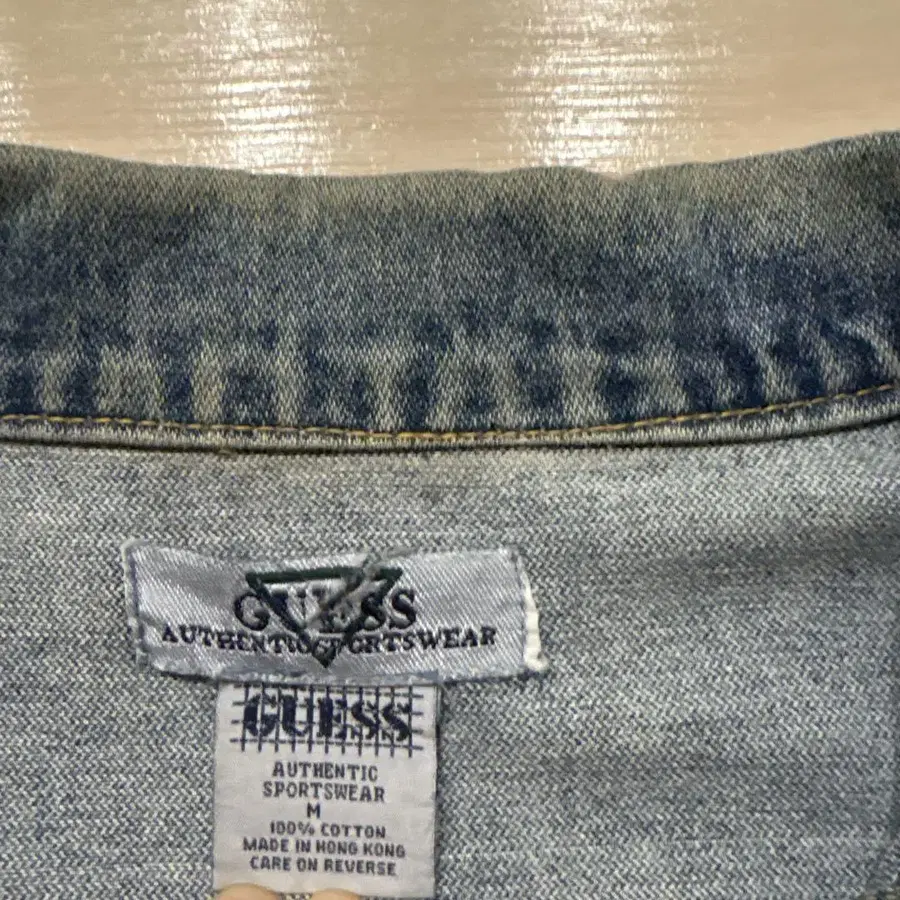 GUESS
AUTHENTIC SPORTSWEAR
GUESS
AUTHENTIC
SPORTSWEAR
M
100% COTTON
MADE IN HONG KONG
CARE ON REVERSE